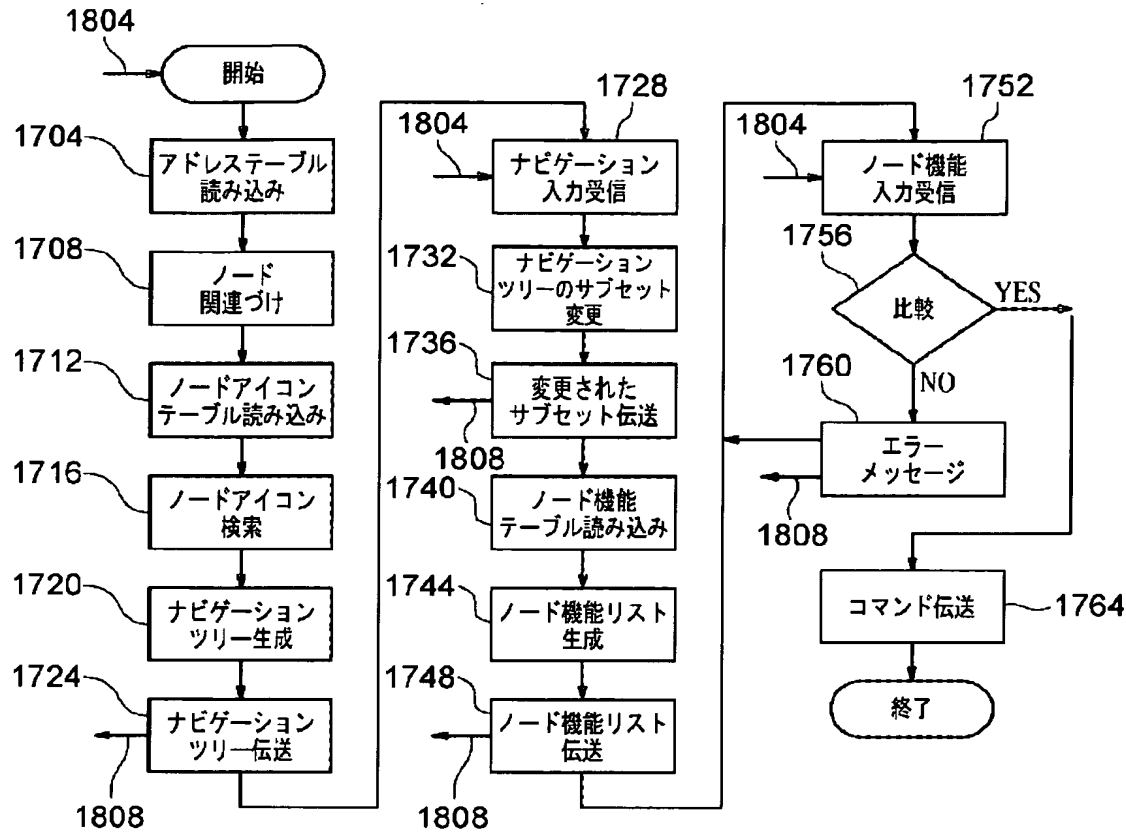 1804
開始
1704
アドレステーブル
読み込み
1708
ノード
関連づけ
1712
ノードアイコン
テーブル読み込み
1716
ノードアイコン
検索
1720
ナビゲーション
ツリー生成
1724
ナビゲーション
ツリー伝送
1808
1728
1804
ナビゲーション
入力受信
1732
ナビゲーション
ツリーのサブセット
変更
1736
変更された
サブセット伝送
1808
1740
ノード機能
テーブル読み込み
1744
ノード機能リスト
生成
1748
ノード機能リスト
伝送
1808
1752
1804
ノード機能
入力受信
1756
比較
YES
NO
1760
エラー
メッセージ
1808
コマンド伝送
1764
終了